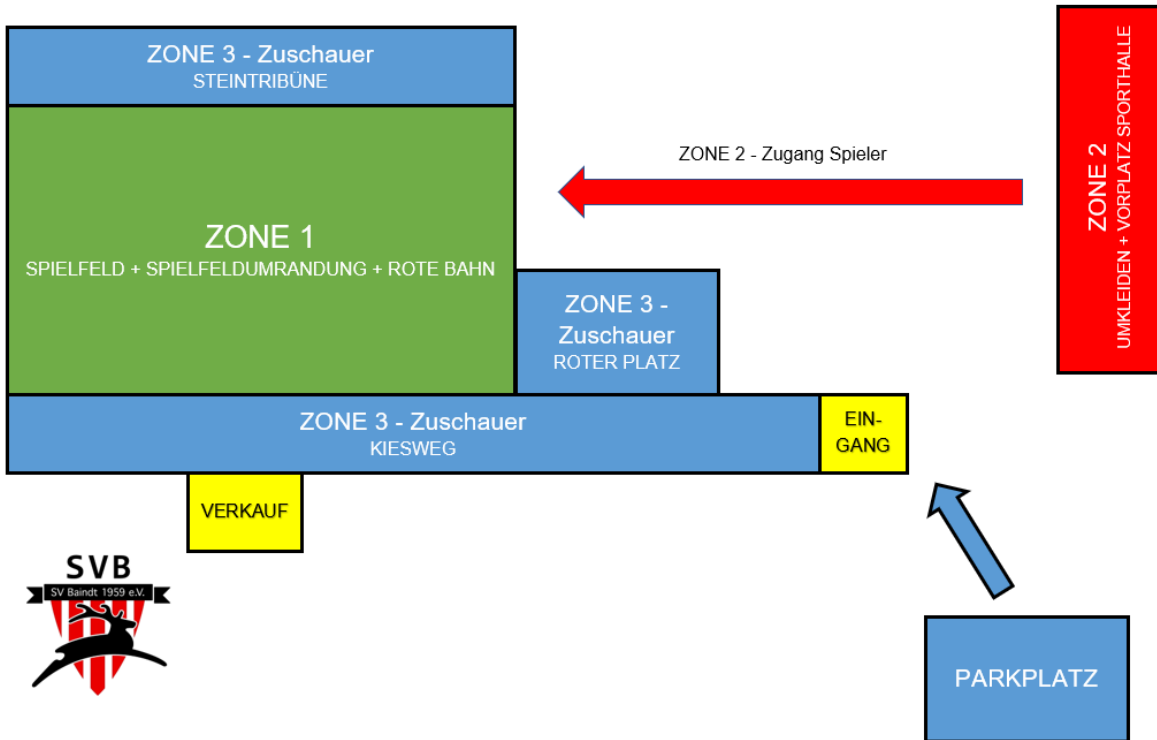 ZONE 3 - Zuschauer
STEINTRIBÜNE
ZONE 2 - Zugang Spieler
ZONE 2
UMKLEIDEN + VORPLATZ SPORTHALLE
ZONE 1
SPIELFELD + SPIELFELDUMRANDUNG + ROTE BAHN
ZONE 3 -
Zuschauer
ROTER PLATZ
ZONE 3 - Zuschauer
KIESWEG
EIN-
GANG
VERKAUF
SVB
SV Baindt 1959 e.V.
PARKPLATZ